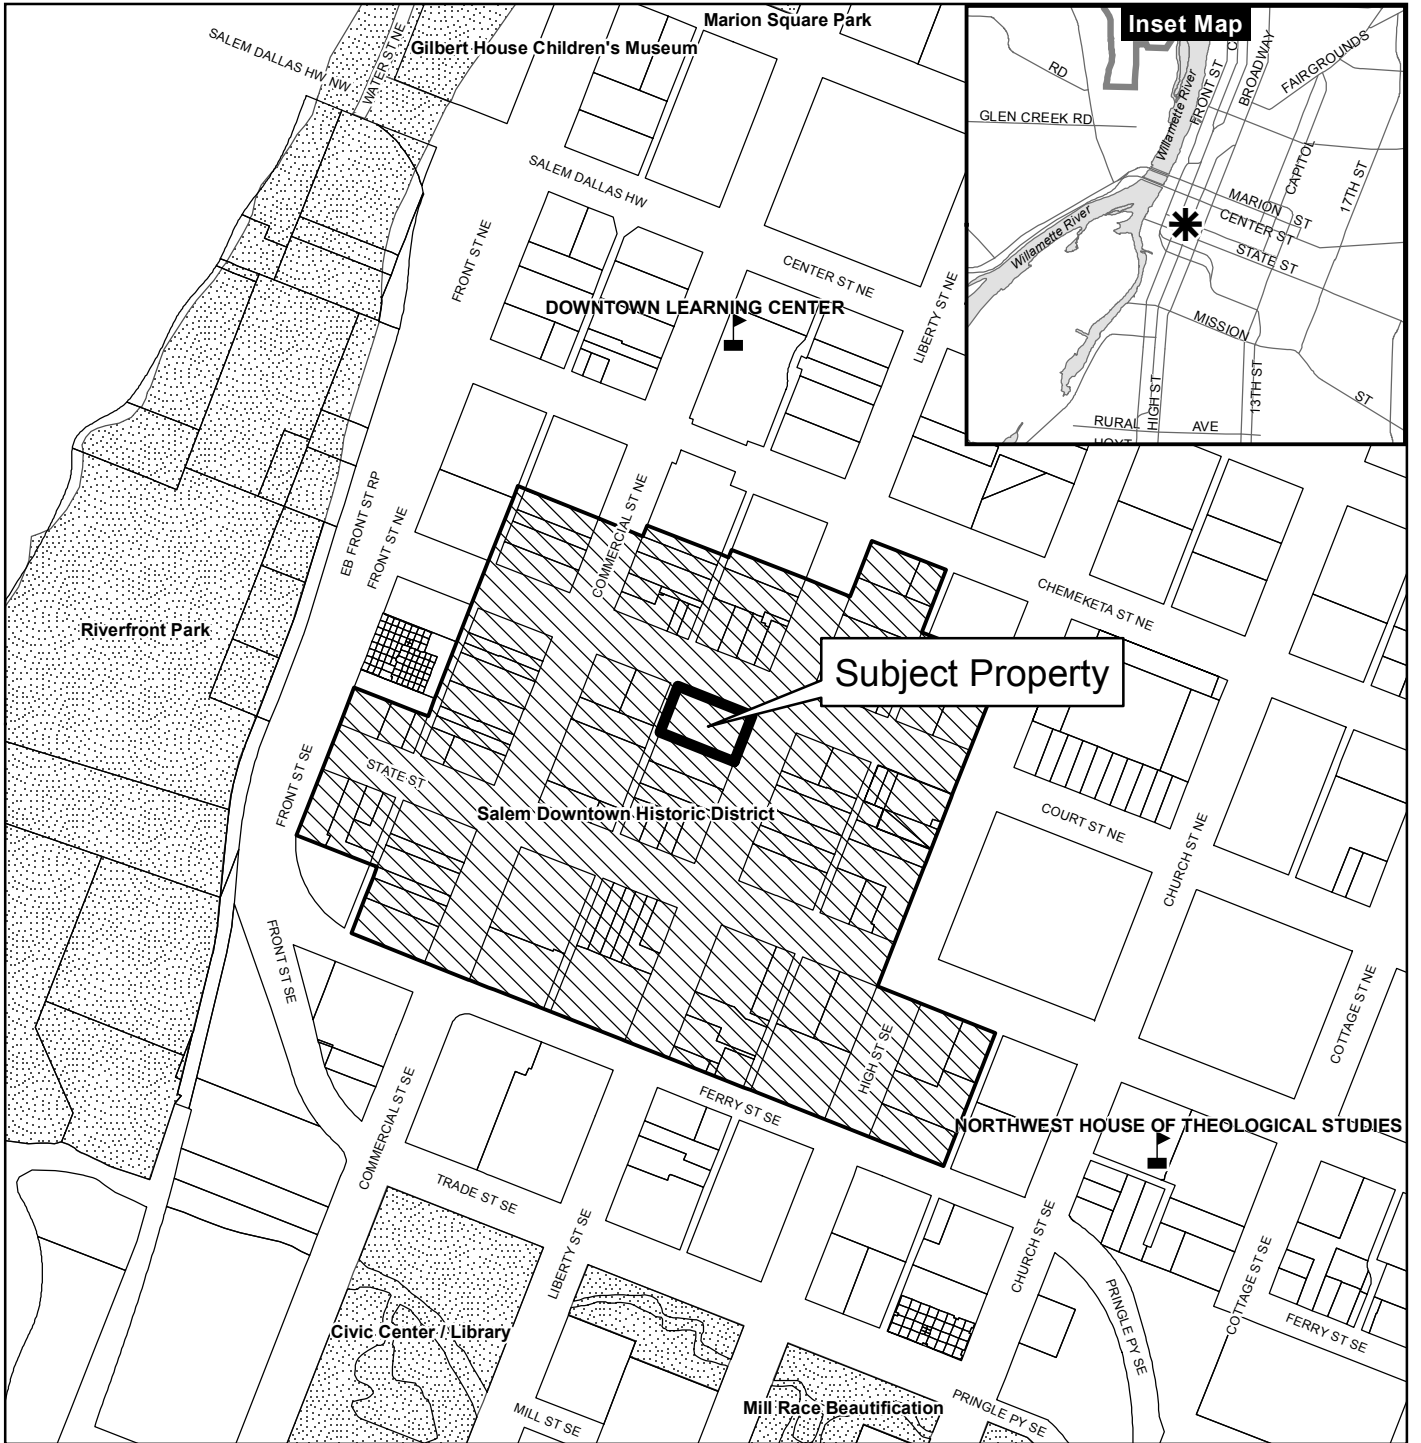 Marion Square Park
Gilbert House Children's Museum
SALEM DALLAS HW NW
WATER ST NE
SALEM DALLAS HW
FRONT ST NE
CENTER ST NE
LIBERTY ST NE
DOWNTOWN LEARNING CENTER
Inset Map
RD
GLEN CREEK RD
Willamette River
FRONT ST
BROADWAY
FAIRGROUNDS
CAPITOL
17TH ST
MARION ST
CENTER ST
STATE ST
Willamette River
MISSION
ST
HIGH ST
13TH ST
RURAL AVE
EB FRONT ST RP
FRONT ST NE
COMMERCIAL ST NE
CHEMEKETA ST NE
Riverfront Park
Subject Property
FRONT ST SE
STATE ST
Salem Downtown Historic District
COURT ST NE
CHURCH ST NE
FRONT ST SE
COTTAGE ST NE
HIGH ST SE
FERRY ST SE
COMMERCIAL ST SE
NORTHWEST HOUSE OF THEOLOGICAL STUDIES
TRADE ST SE
LIBERTY ST SE
CHURCH ST SE
PRINGLE PY SE
COTTAGE ST SE
FERRY ST SE
Civic Center / Library
MILL ST SE
Mill Race Beautification
PRINGLE PY SE